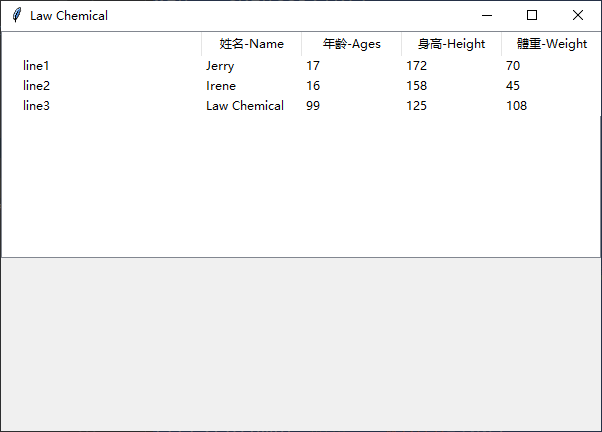 Law Chemical
姓名-Name 年齡-Ages 身高-Height 體重-Weight
line1 Jerry 17 172 70
line2 Irene 16 158 45
line3 Law Chemical 99 125 108